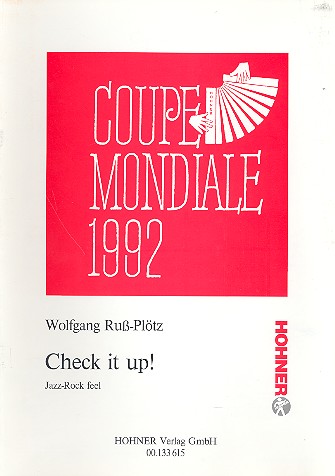 COUPE
MONDIALE
1992
Wolfgang Ruß-Plötz
Check it up!
Jazz-Rock feel
HOHNER
HOHNER Verlag GmbH
00.133 615